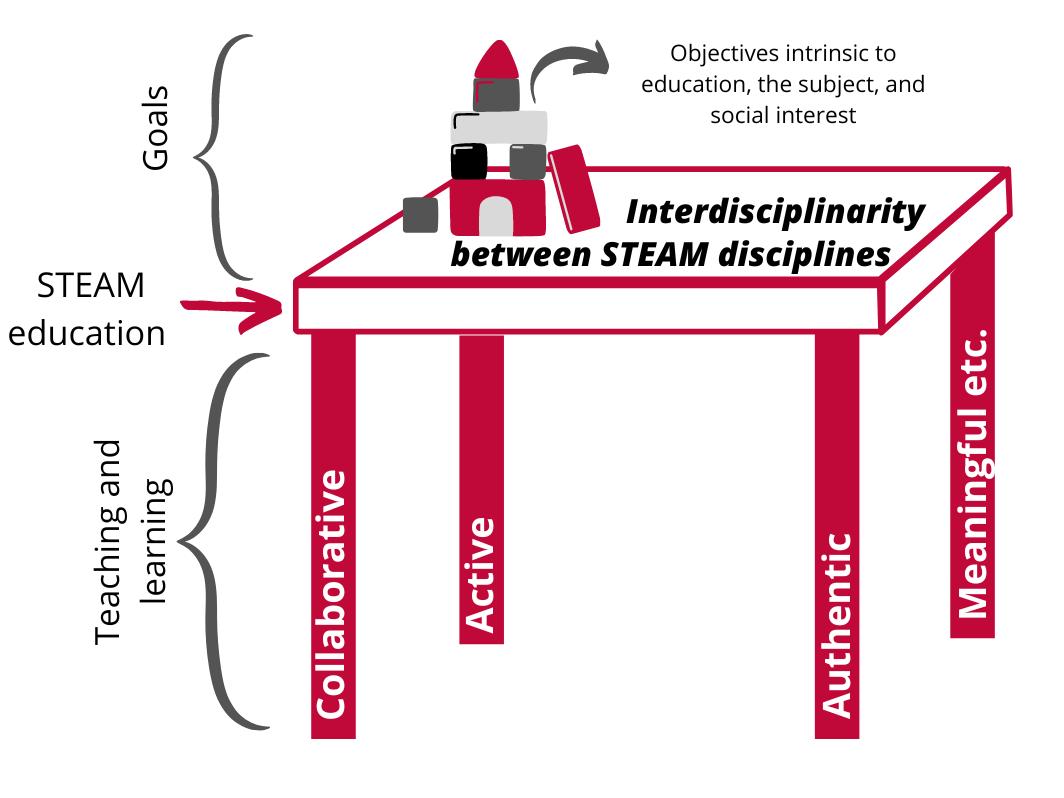 Goals
Objectives intrinsic to
education, the subject, and
social interest
Interdisciplinarity
between STEAM disciplines
STEAM
education
Teaching and
learning
Collaborative
Active
Authentic
Meaningful etc.